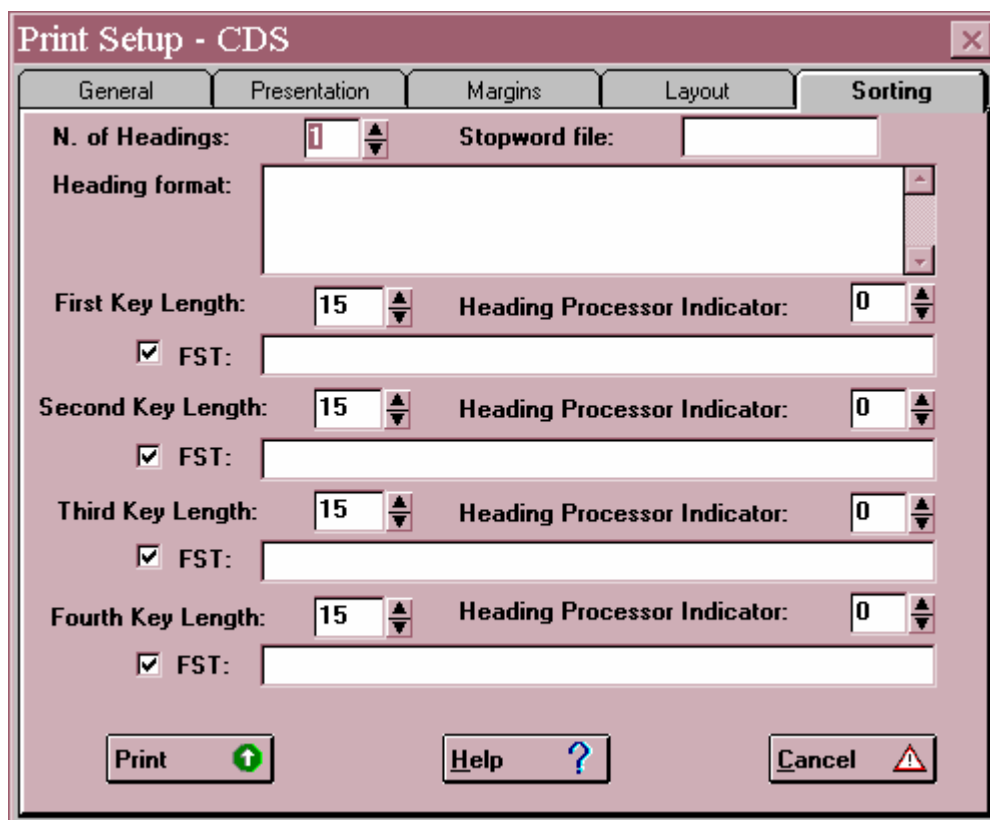 Print Setup - CDS
General Presentation Margins Layout Sorting
N. of Headings: 1 Stopword file:
Heading format:
First Key Length: 15 Heading Processor Indicator: 0
FST:
Second Key Length: 15 Heading Processor Indicator: 0
FST:
Third Key Length: 15 Heading Processor Indicator: 0
FST:
Fourth Key Length: 15 Heading Processor Indicator: 0
FST:
Print Help ? Cancel